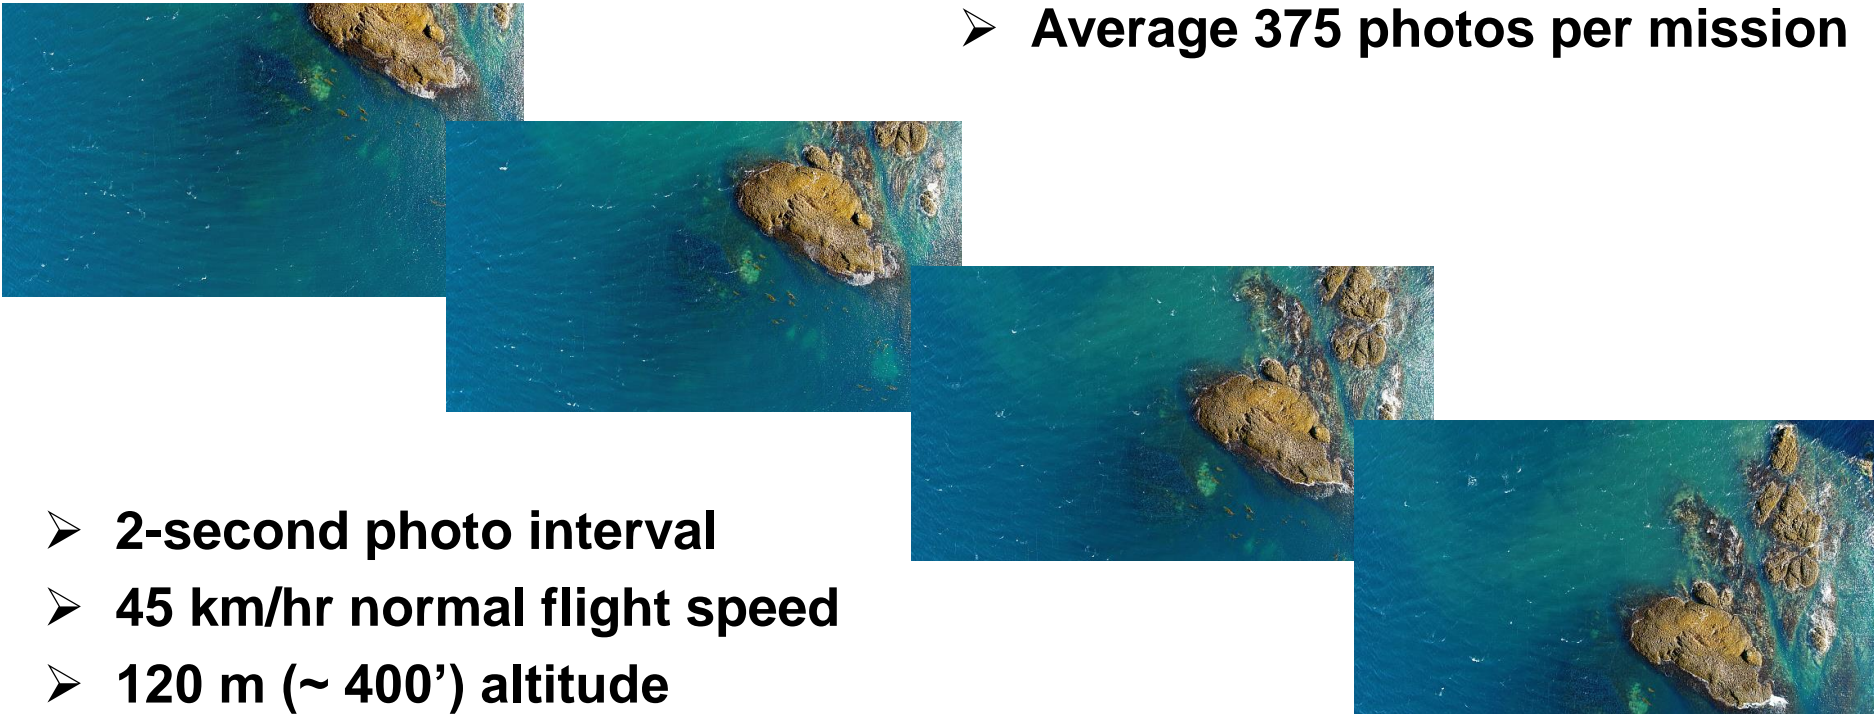 ➢ Average 375 photos per mission
➢ 2-second photo interval
➢ 45 km/hr normal flight speed
➢ 120 m (~ 400’) altitude